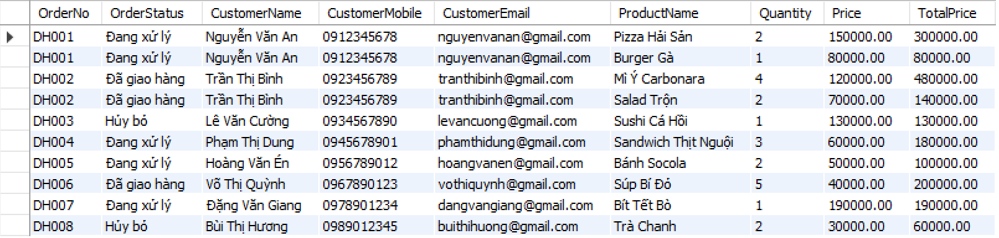 OrderNo OrderStatus CustomerName CustomerMobile CustomerEmail ProductName Quantity Price TotalPrice
DH001 Đang xử lý Nguyễn Văn An 0912345678 nguyenvanan@gmail.com Pizza Hải Sản 2 150000.00 300000.00
DH001 Đang xử lý Nguyễn Văn An 0912345678 nguyenvanan@gmail.com Burger Gà 1 80000.00 80000.00
DH002 Đã giao hàng Trần Thị Bình 0923456789 tranthibinh@gmail.com Mì Ý Carbonara 4 120000.00 480000.00
DH002 Đã giao hàng Trần Thị Bình 0923456789 tranthibinh@gmail.com Salad Trộn 2 70000.00 140000.00
DH003 Hủy bỏ Lê Văn Cường 0934567890 levancuong@gmail.com Sushi Cá Hồi 1 130000.00 130000.00
DH004 Đang xử lý Phạm Thị Dung 0945678901 phamthidung@gmail.com Sandwich Thịt Nguội 3 60000.00 180000.00
DH005 Đang xử lý Hoàng Văn Én 0956789012 hoangvanen@gmail.com Bánh Socola 2 50000.00 100000.00
DH006 Đã giao hàng Võ Thị Quỳnh 0967890123 vothiquynh@gmail.com Súp Bí Đỏ 5 40000.00 200000.00
DH007 Đang xử lý Đặng Văn Giang 0978901234 dangvangiang@gmail.com Bít Tết Bò 1 190000.00 190000.00
DH008 Hủy bỏ Bùi Thị Hương 0989012345 buithihuong@gmail.com Trà Chanh 2 30000.00 60000.00